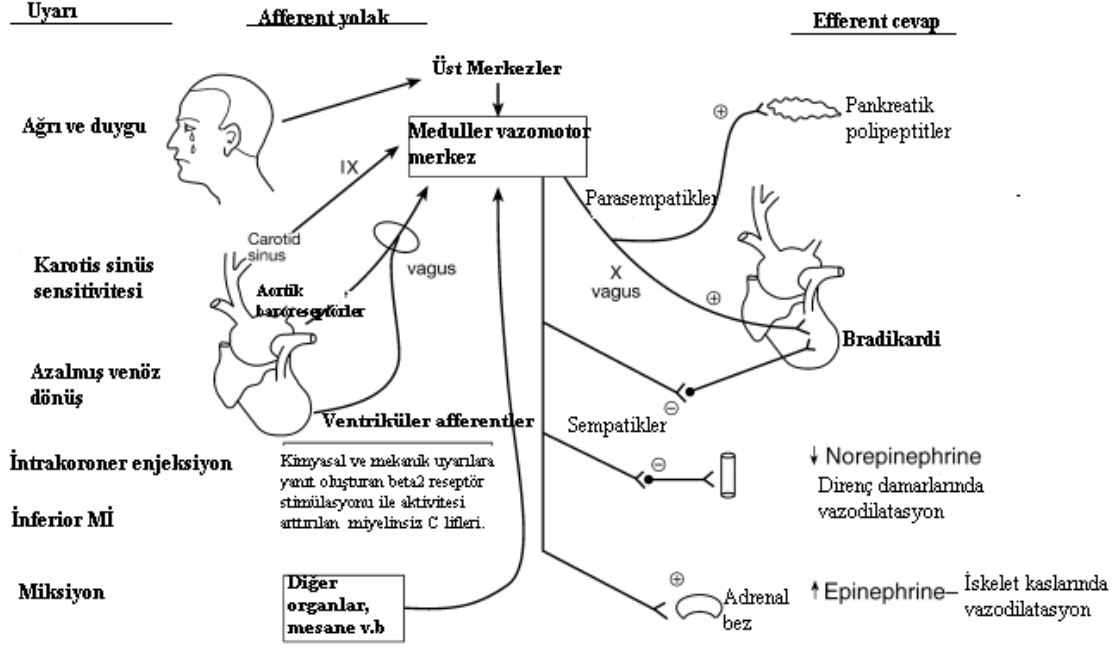 Uyarı
Afferent yolak
Efferent cevap
Üst Merkezler
Ağrı ve duygu
Meduller vazomotor
merkez
Pankreatik
polipeptitler
IX
Parasempatikler
Carotid
sinus
vagus
X
vagus
Karotis sinüs
sensitivitesi
Aortik
baroreseptörler
Bradikardi
Azalmış venöz
dönüş
Ventriküler afferentler
Sempatikler
İntrakoroner enjeksiyon
Kimyasal ve mekanik uyarılara
yanıt oluşturan beta2 reseptör
stimülasyonu ile aktivitesi
arttırılan miyelinsiz C lifleri.
↓ Norepinephrine
Direnç damarlarında
vazodilatasyon
İnferior Mİ
Miksiyon
Diğer
organlar,
mesane v.b
Adrenal
bez
↑ Epinephrine– İskelet kaslarında
vazodilatasyon